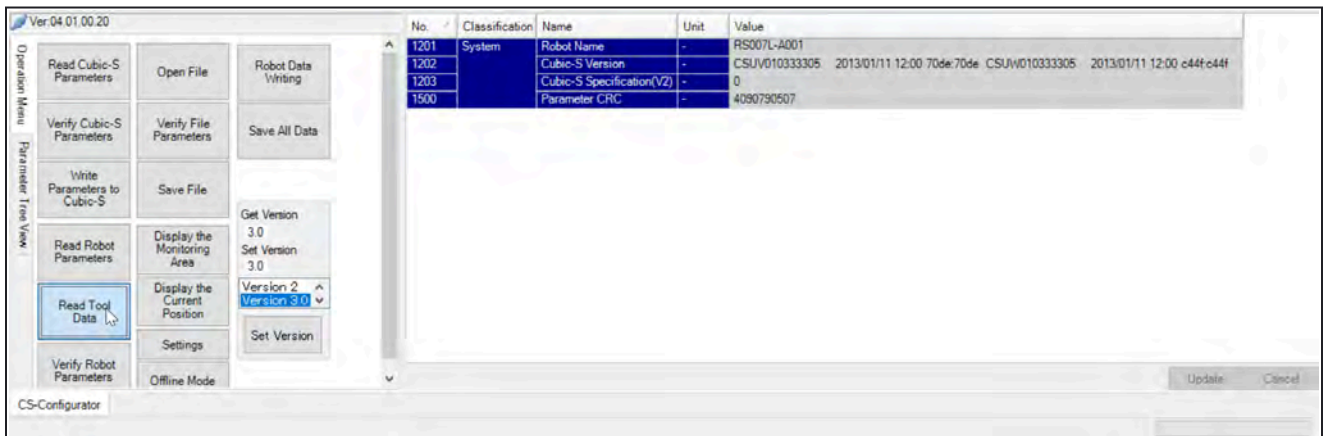 Ver:04.01.00.20
Operation Menu
Parameter Tree View
Read Cubic-S
Parameters
Open File
Robot Data
Writing
Verify Cubic-S
Parameters
Verify File
Parameters
Save All Data
Write
Parameters to
Cubic-S
Save File
Get Version
3.0
Set Version
3.0
Read Robot
Parameters
Display the
Monitoring
Area
Version 2
Version 3.0
Read Tool
Data
Display the
Current
Position
Set Version
Settings
Verify Robot
Parameters
Offline Mode
CS-Configurator
No. Classification Name Unit Value
1201 System Robot Name - RS007L-A001
1202 Cubic-S Version - CSUV010333305 2013/01/11 12:00 70de:70de CSUW010333305 2013/01/11 12:00 c44f:c44f
1203 Cubic-S Specification(V2) - 0
1500 Parameter CRC - 4090790507
Update Cancel